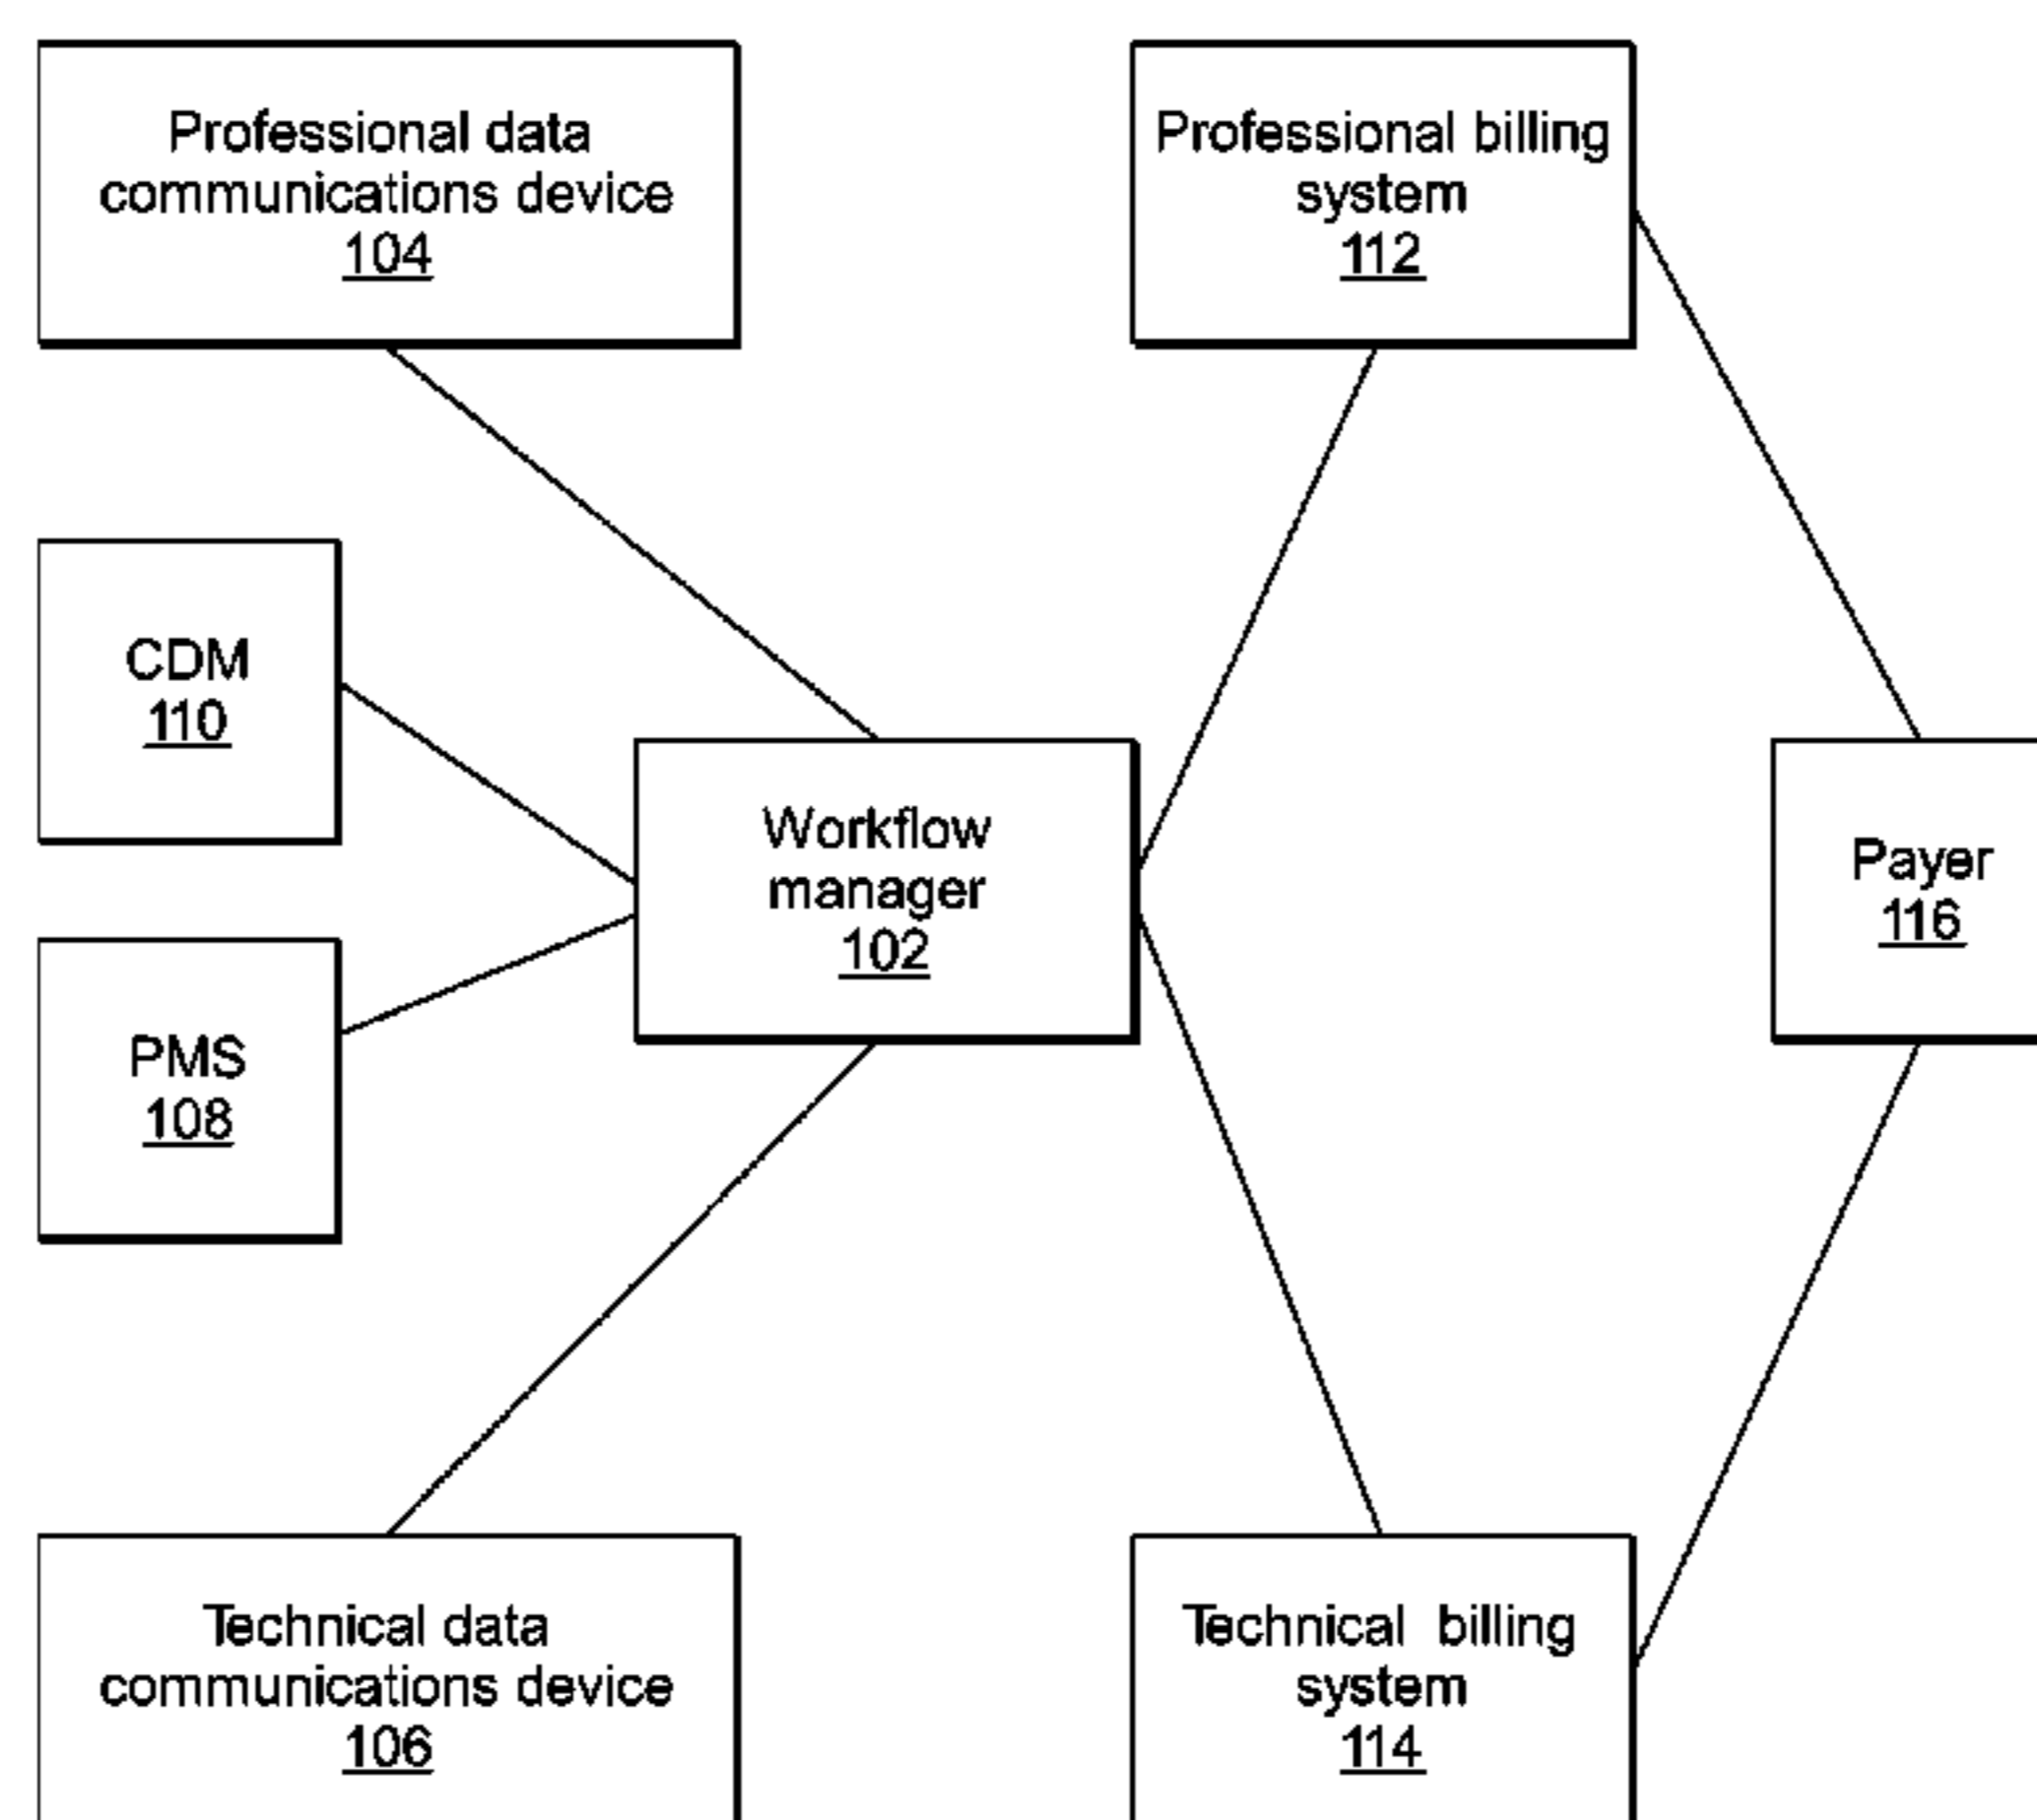 Professional data
communications device
104
Professional billing
system
112
CDM
110
Workflow
manager
102
Payer
116
PMS
108
Technical data
communications device
106
Technical billing
system
114